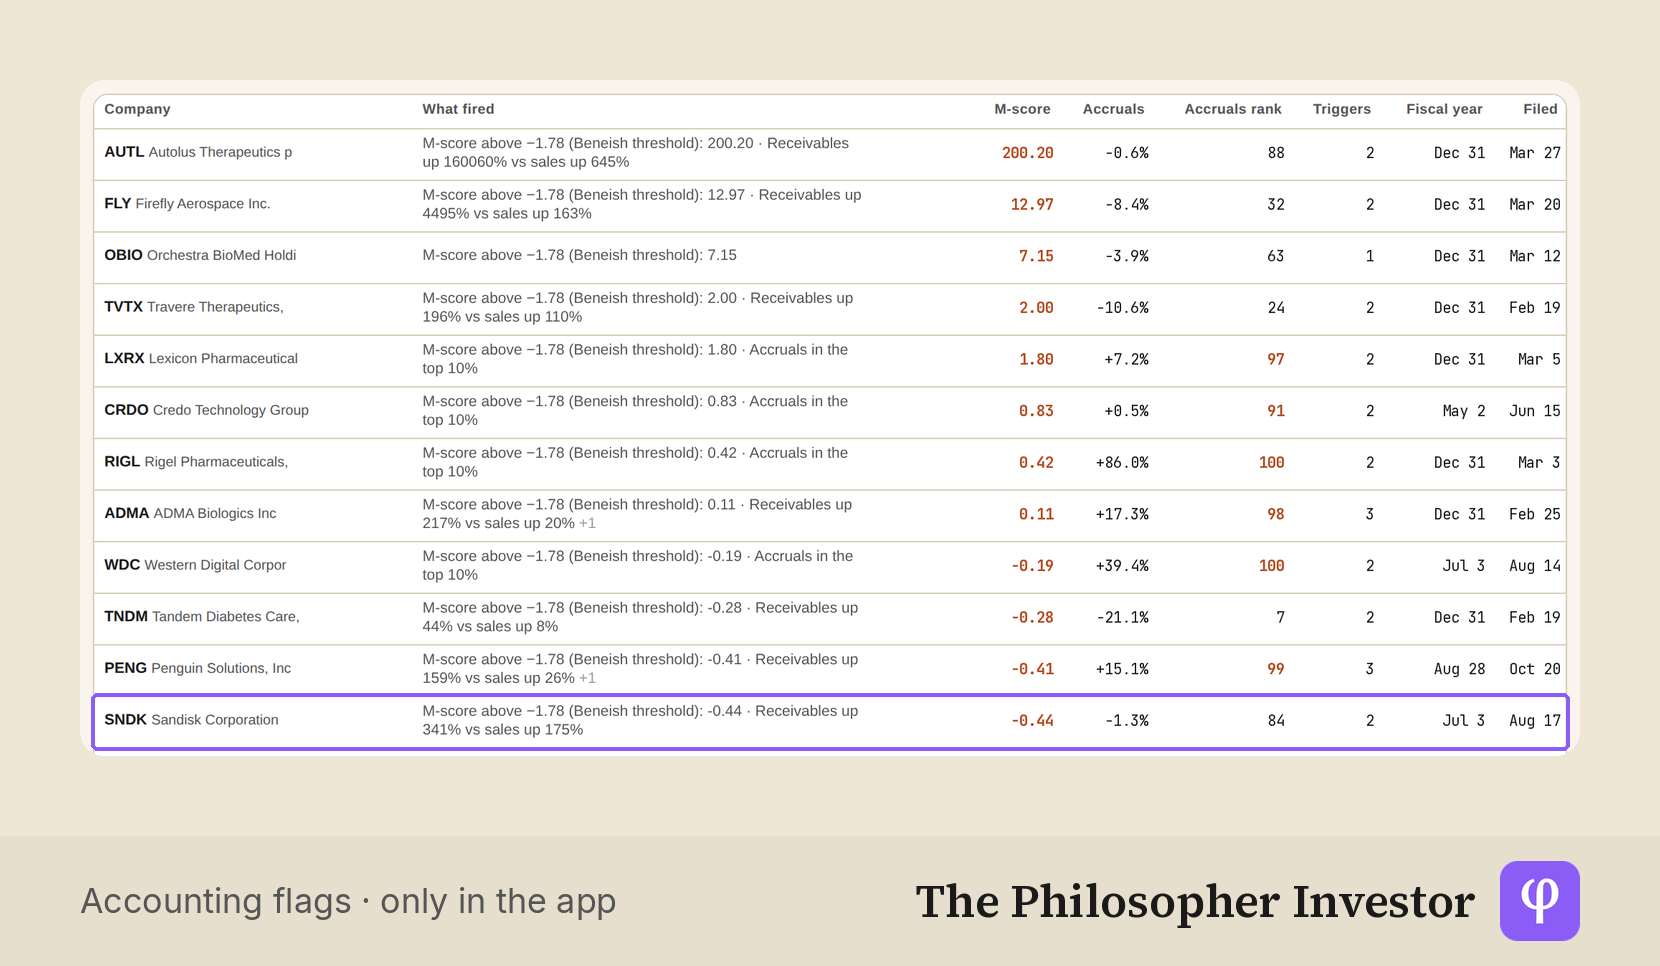 Company What fired M-score Accruals Accruals rank Triggers Fiscal year Filed
AUTL Autolus Therapeutics p M-score above −1.78 (Beneish threshold): 200.20 · Receivables 200.20 -0.6% 88 2 Dec 31 Mar 27
up 160060% vs sales up 645%
FLY Firefly Aerospace Inc. M-score above −1.78 (Beneish threshold): 12.97 · Receivables up 12.97 -8.4% 32 2 Dec 31 Mar 20
4495% vs sales up 163%
OBIO Orchestra BioMed Holdi M-score above −1.78 (Beneish threshold): 7.15 7.15 -3.9% 63 1 Dec 31 Mar 12
TVTX Travere Therapeutics, M-score above −1.78 (Beneish threshold): 2.00 · Receivables up 2.00 -10.6% 24 2 Dec 31 Feb 19
196% vs sales up 110%
LXRX Lexicon Pharmaceutical M-score above −1.78 (Beneish threshold): 1.80 · Accruals in the 1.80 +7.2% 97 2 Dec 31 Mar 5
top 10%
CRDO Credo Technology Group M-score above −1.78 (Beneish threshold): 0.83 · Accruals in the 0.83 +0.5% 91 2 May 2 Jun 15
top 10%
RIGL Rigel Pharmaceuticals, M-score above −1.78 (Beneish threshold): 0.42 · Accruals in the 0.42 +86.0% 100 2 Dec 31 Mar 3
top 10%
ADMA ADMA Biologics Inc M-score above −1.78 (Beneish threshold): 0.11 · Receivables up 0.11 +17.3% 98 3 Dec 31 Feb 25
217% vs sales up 20% +1
WDC Western Digital Corpor M-score above −1.78 (Beneish threshold): -0.19 · Accruals in the -0.19 +39.4% 100 2 Jul 3 Aug 14
top 10%
TNDM Tandem Diabetes Care, M-score above −1.78 (Beneish threshold): -0.28 · Receivables up -0.28 -21.1% 7 2 Dec 31 Feb 19
44% vs sales up 8%
PENG Penguin Solutions, Inc M-score above −1.78 (Beneish threshold): -0.41 · Receivables up -0.41 +15.1% 99 3 Aug 28 Oct 20
159% vs sales up 26% +1
SNDK Sandisk Corporation M-score above −1.78 (Beneish threshold): -0.44 · Receivables up -0.44 -1.3% 84 2 Jul 3 Aug 17
341% vs sales up 175%
Accounting flags · only in the app The Philosopher Investor φ